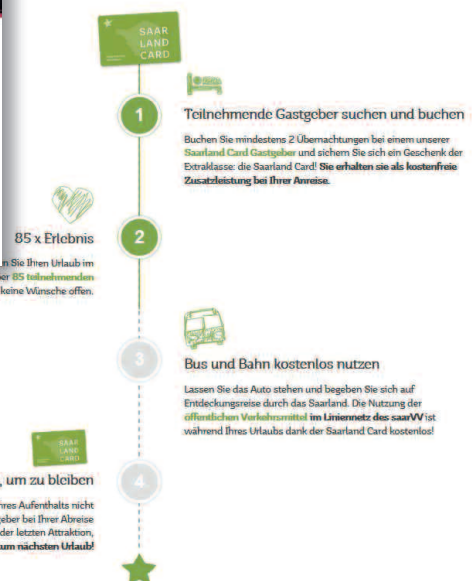 SAAR
LAND
CARD
1
Teilnehmende Gastgeber suchen und buchen
Buchen Sie mindestens 2 Übernachtungen bei einem unserer
Saarland Card Gastgeber und sichern Sie sich ein Geschenk der
Extraklasse: die Saarland Card! Sie erhalten sie als kostenfreie
Zusatzleistung bei Ihrer Anreise.
2
85 x Erlebnis
n Sie Ihren Urlaub im
er 85 teilnehmenden
keine Wünsche offen.
3
Bus und Bahn kostenlos nutzen
Lassen Sie das Auto stehen und begeben Sie sich auf
Entdeckungsreise durch das Saarland. Die Nutzung der
öffentlichen Verkehrsmittel im Liniennetz des saarVV ist
während Ihres Urlaubs dank der Saarland Card kostenlos!
SAAR
LAND
CARD
4
, um zu bleiben
hres Aufenthalts nicht
geber bei Ihrer Abreise
der letzten Attraktion,
um nächsten Urlaub!